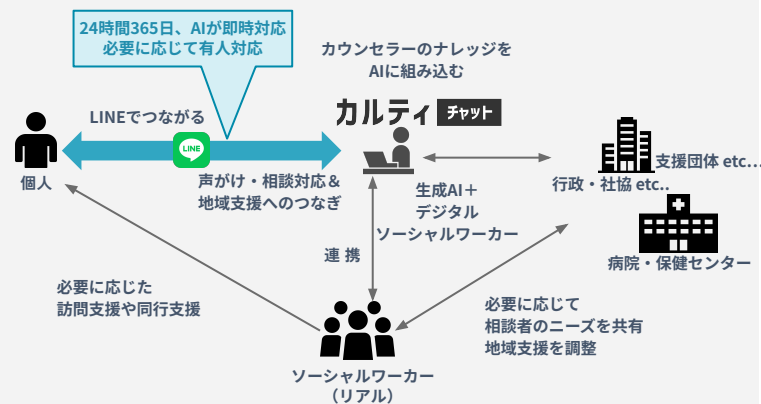 24時間365日、AIが即時対応
必要に応じて有人対応
カウンセラーのナレッジを
AIに組み込む
カルティ チャット
LINEでつながる
LINE
個人
声がけ・相談対応＆
地域支援へのつなぎ
生成AI＋
デジタル
ソーシャルワーカー
支援団体 etc...
行政・社協 etc..
病院・保健センター
連 携
必要に応じた
訪問支援や同行支援
必要に応じて
相談者のニーズを共有
地域支援を調整
ソーシャルワーカー
（リアル）